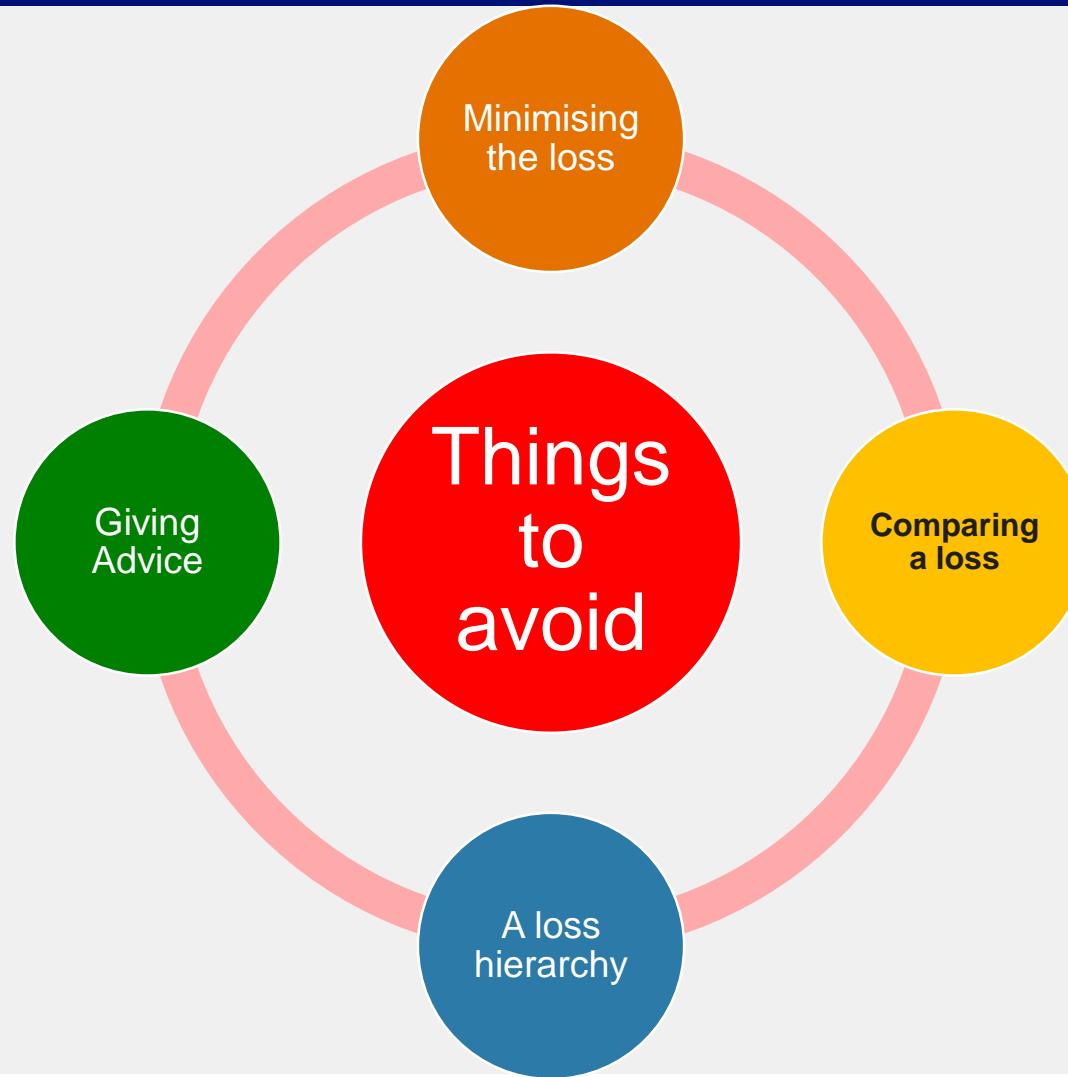 Minimising
the loss
Things
to
avoid
Giving
Advice
Comparing
a loss
A loss
hierarchy